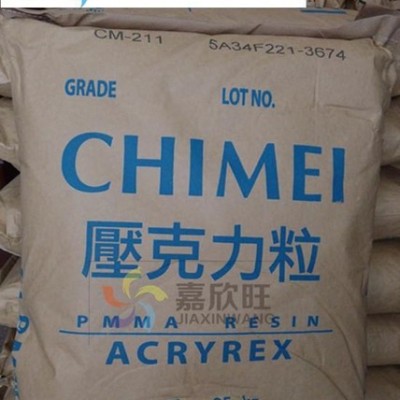 CM-211 5A34F221-3674
GRADE LOT NO.
CHIMEI
壓克力粒
嘉欣旺
JIAXINWANG
PMMA RESIN
ACRYREX